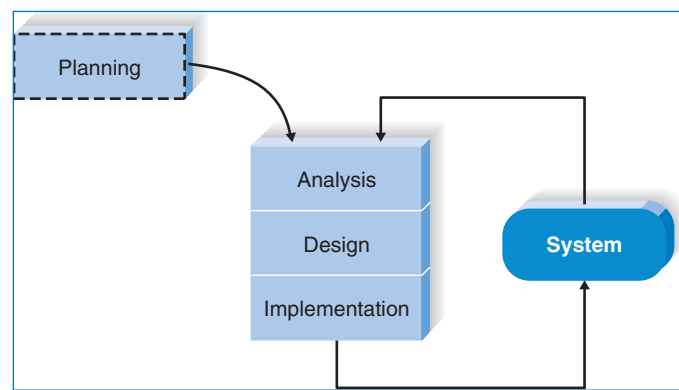 Planning
Analysis
Design
System
Implementation